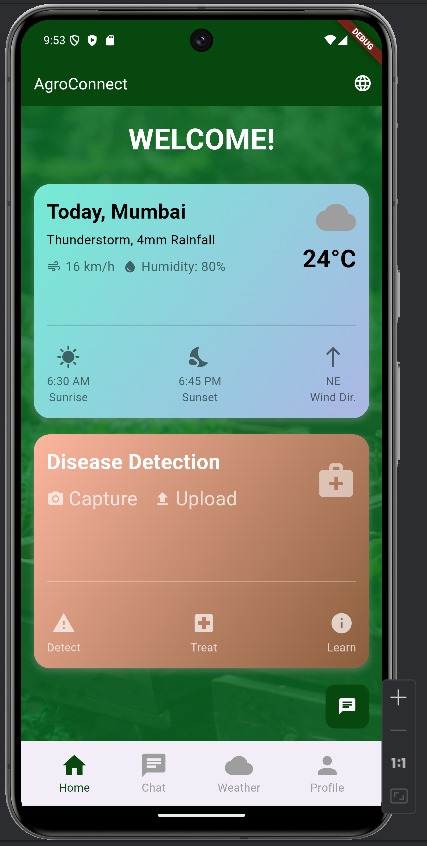 9:53
DEBUG
AgroConnect
WELCOME!
Today, Mumbai
Thunderstorm, 4mm Rainfall
24°C
16 km/h Humidity: 80%
6:30 AM 6:45 PM NE
Sunrise Sunset Wind Dir.
Disease Detection
Capture Upload
Detect Treat Learn
Home Chat Weather Profile
1:1